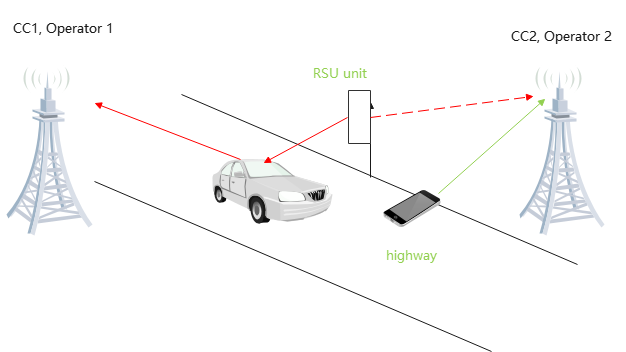 CC1, Operator 1
CC2, Operator 2
RSU unit
highway